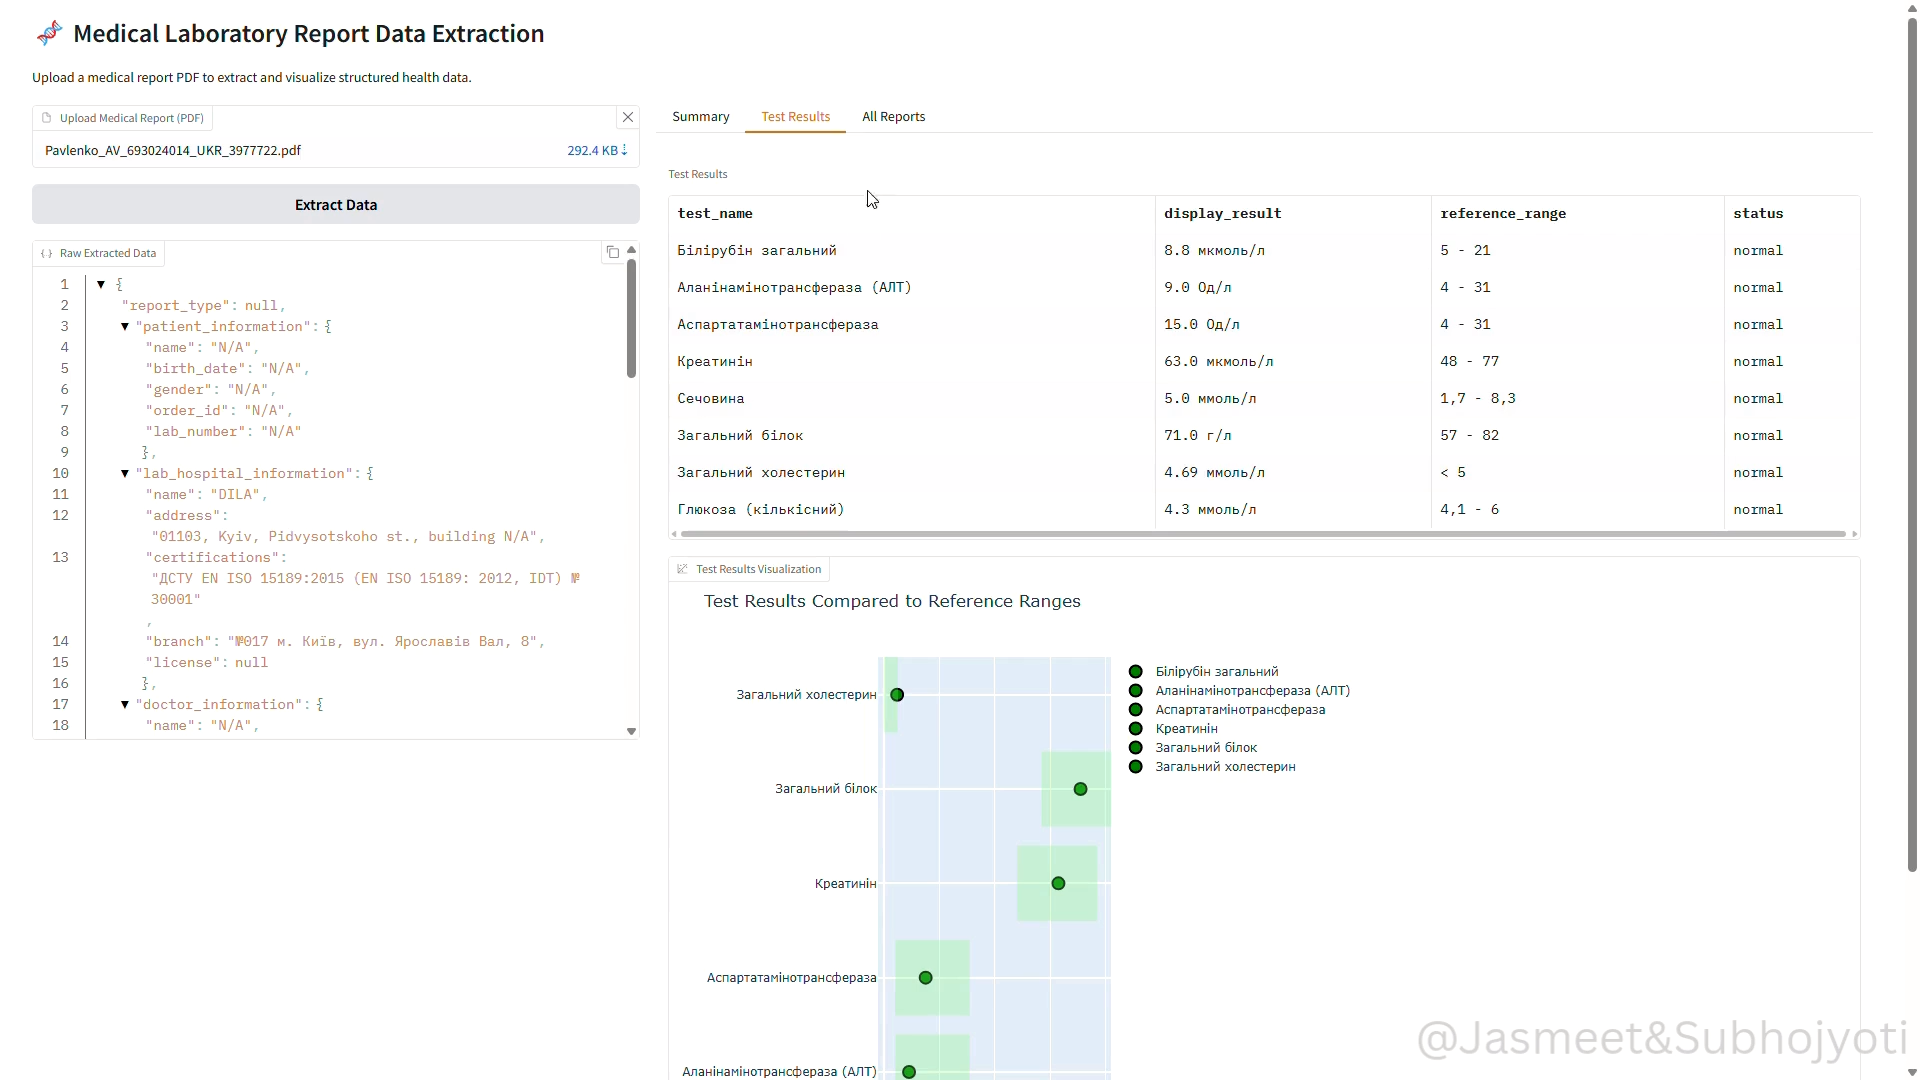 🧬 Medical Laboratory Report Data Extraction
Upload a medical report PDF to extract and visualize structured health data.
Upload Medical Report (PDF)
Pavlenko_AV_693024014_UKR_3977722.pdf 292.4 KB ↓
Extract Data
Raw Extracted Data
1 ▼ {
2 "report_type": null,
3 ▼ "patient_information": {
4 "name": "N/A",
5 "birth_date": "N/A",
6 "gender": "N/A",
7 "order_id": "N/A",
8 "lab_number": "N/A"
9 },
10 ▼ "lab_hospital_information": {
11 "name": "DILA",
12 "address":
"01103, Kyiv, Pidvysotskoho st., building N/A",
13 "certifications":
"ДСТУ EN ISO 15189:2015 (EN ISO 15189: 2012, IDT) №
30001"
,
14 "branch": "№017 м. Київ, вул. Ярославів Вал, 8",
15 "license": null
16 },
17 ▼ "doctor_information": {
18 "name": "N/A",
Summary Test Results All Reports
Test Results
test_name display_result reference_range status
Білірубін загальний 8.8 мкмоль/л 5 - 21 normal
Аланінамінотрансфераза (АЛТ) 9.0 Од/л 4 - 31 normal
Аспартатамінотрансфераза 15.0 Од/л 4 - 31 normal
Креатинін 63.0 мкмоль/л 48 - 77 normal
Сечовина 5.0 ммоль/л 1,7 - 8,3 normal
Загальний білок 71.0 г/л 57 - 82 normal
Загальний холестерин 4.69 ммоль/л < 5 normal
Глюкоза (кількісний) 4.3 ммоль/л 4,1 - 6 normal
Test Results Visualization
Test Results Compared to Reference Ranges
Загальний холестерин
Загальний білок
Креатинін
Аспартатамінотрансфераза
Аланінамінотрансфераза (АЛТ)
Білірубін загальний
Аланінамінотрансфераза (АЛТ)
Аспартатамінотрансфераза
Креатинін
Загальний білок
Загальний холестерин
@Jasmeet&Subhojyoti